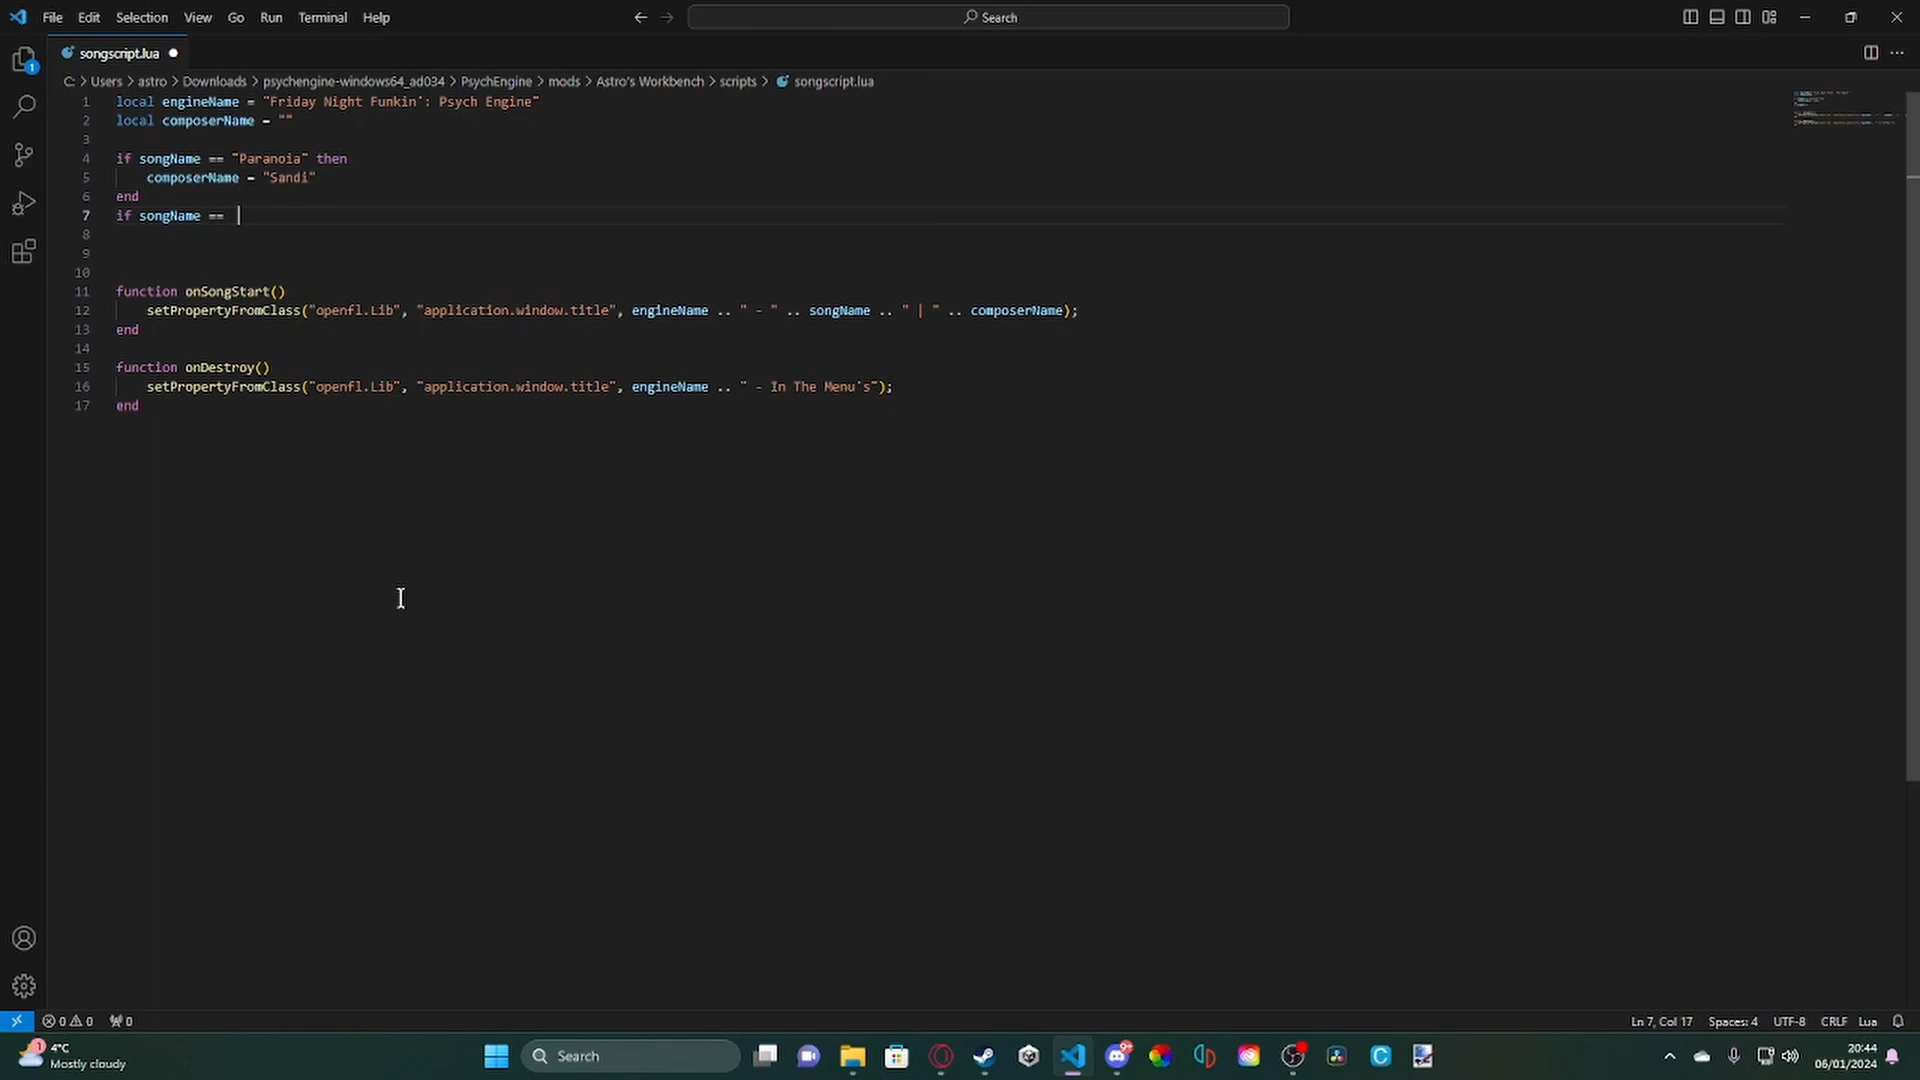 File Edit Selection View Go Run Terminal Help
Search
songscript.lua
1
C: > Users > astro > Downloads > psychengine-windows64_ad034 > PsychEngine > mods > Astro's Workbench > scripts > songscript.lua
1 local engineName = "Friday Night Funkin': Psych Engine"
2 local composerName = ""
3
4 if songName == "Paranoia" then
5 composerName = "Sandi"
6 end
7 if songName ==
8
9
10
11 function onSongStart()
12 setPropertyFromClass("openfl.Lib", "application.window.title", engineName .. " - " .. songName .. " | " .. composerName);
13 end
14
15 function onDestroy()
16 setPropertyFromClass("openfl.Lib", "application.window.title", engineName .. " - In The Menu's");
17 end
0 0 0
Ln 7, Col 17 Spaces: 4 UTF-8 CRLF Lua
1
4°C
Mostly cloudy
Search
9+
20:44
06/01/2024